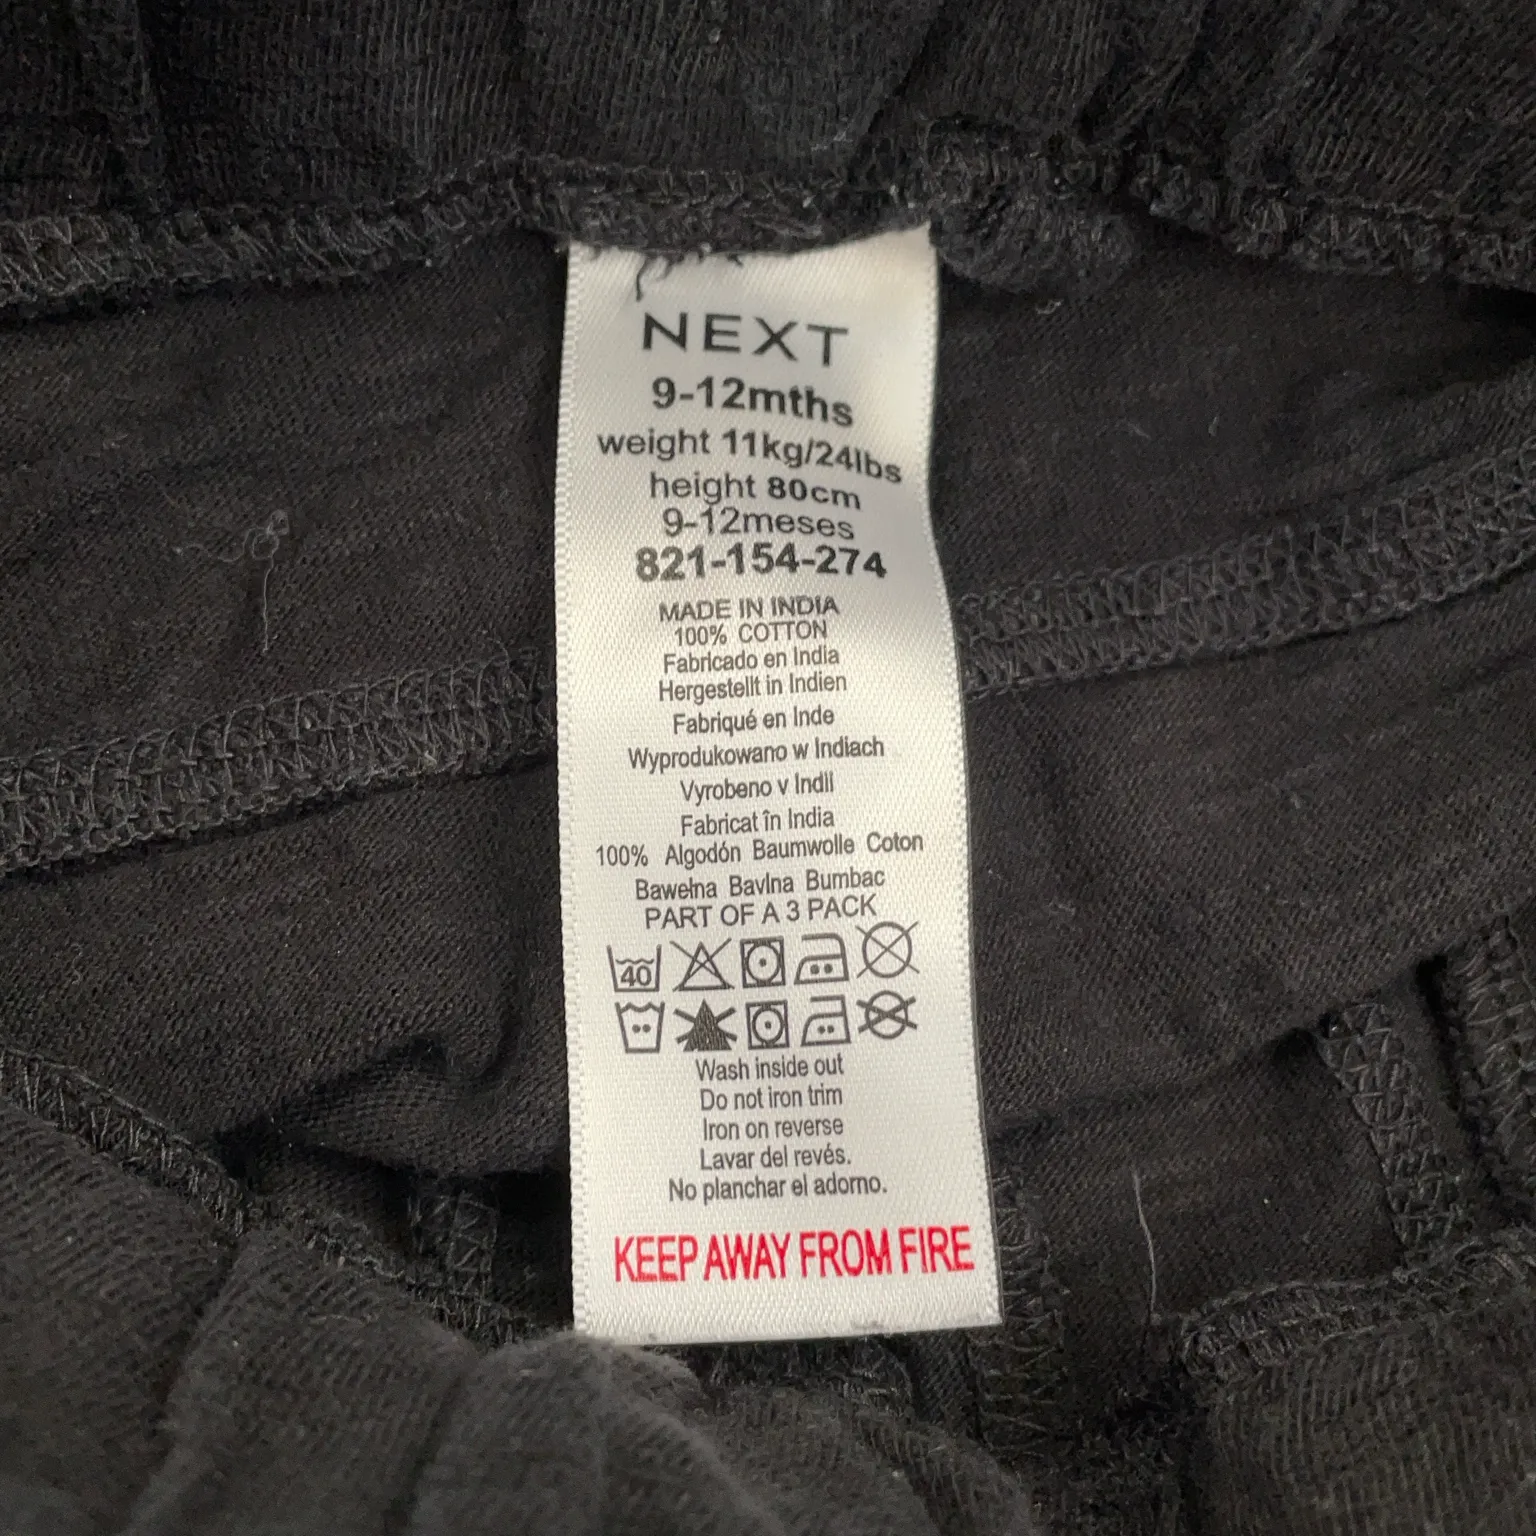 NEXT
9-12mths
weight 11kg/24lbs
height 80cm
9-12meses
821-154-274
MADE IN INDIA
100% COTTON
Fabricado en India
Hergestellt in Indien
Fabriqué en Inde
Wyprodukowano w Indiach
Vyrobeno v Indii
Fabricat în India
100% Algodón Baumwolle Coton
Bawełna Bavlna Bumbac
PART OF A 3 PACK
40
Wash inside out
Do not iron trim
Iron on reverse
Lavar del revés.
No planchar el adorno.
KEEP AWAY FROM FIRE